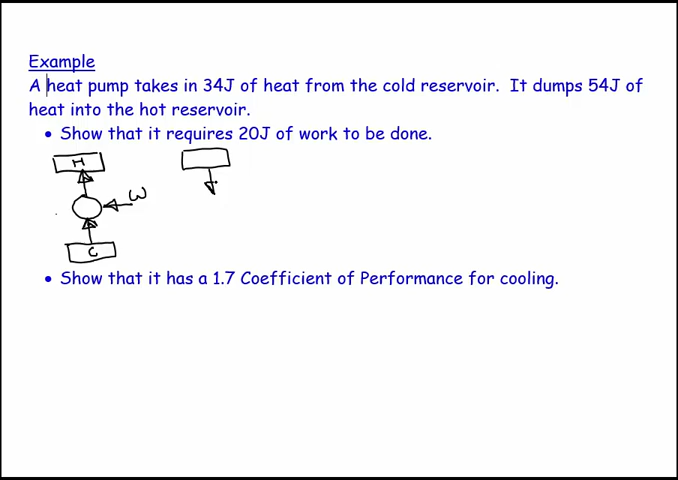 Example
A heat pump takes in 34J of heat from the cold reservoir. It dumps 54J of
heat into the hot reservoir.
• Show that it requires 20J of work to be done.
H
W
C
• Show that it has a 1.7 Coefficient of Performance for cooling.